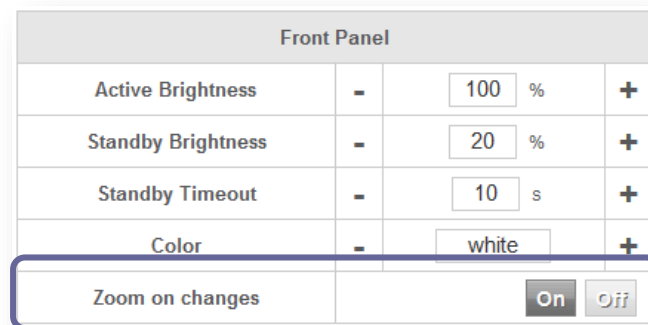 Front Panel
Active Brightness - 100 % +
Standby Brightness - 20 % +
Standby Timeout - 10 s +
Color - white +
Zoom on changes On Off